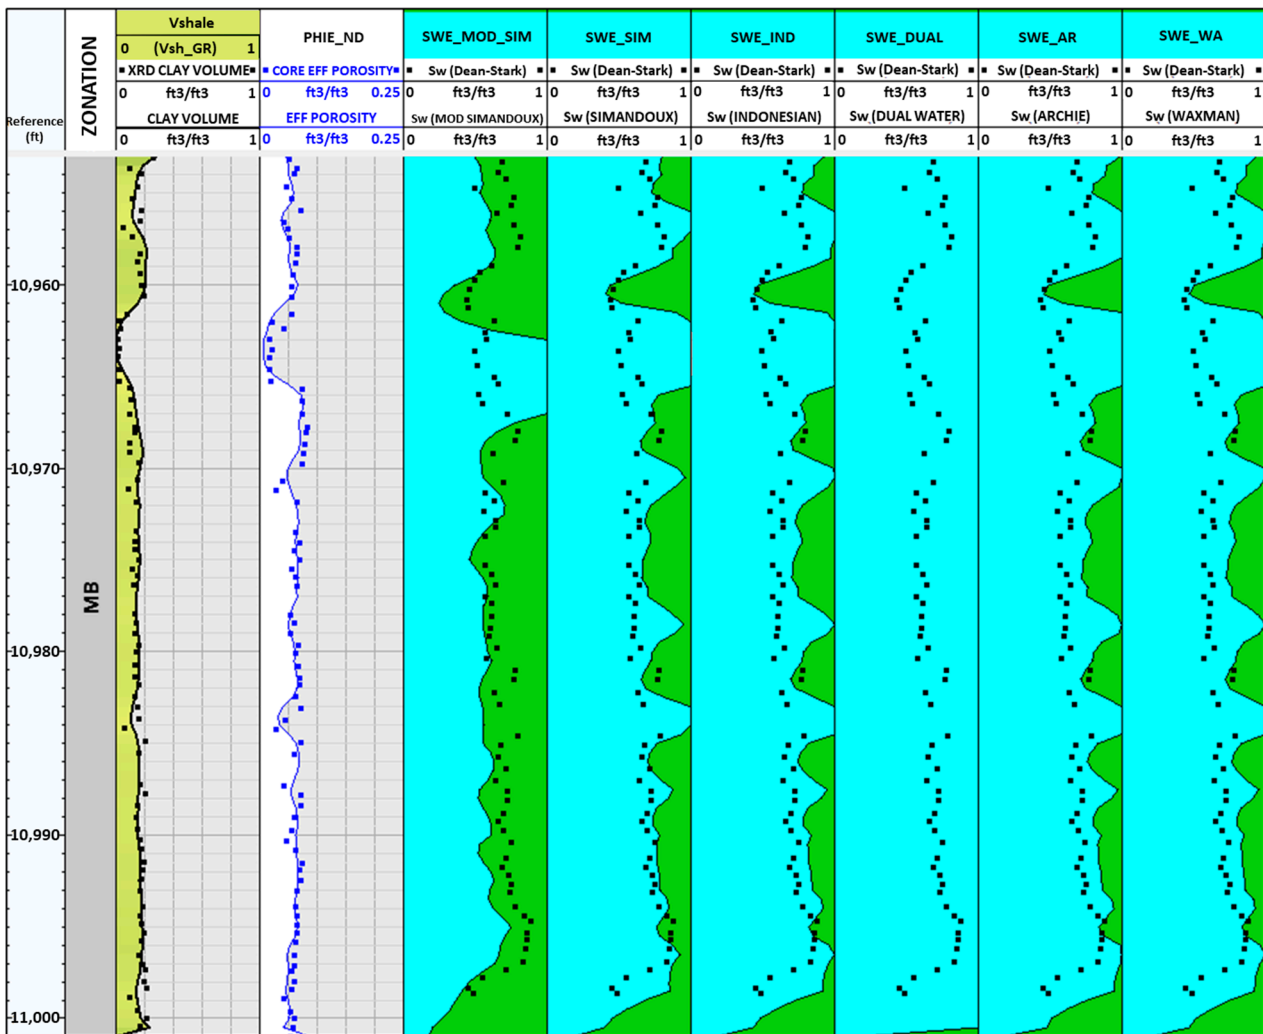 Vshale
0 (Vsh_GR) 1
XRD CLAY VOLUME
0 ft3/ft3 1
CLAY VOLUME
0 ft3/ft3 1
PHIE_ND
CORE EFF POROSITY
0 ft3/ft3 0.25
EFF POROSITY
0 ft3/ft3 0.25
SWE_MOD_SIM
Sw (Dean-Stark)
0 ft3/ft3 1
Sw (MOD SIMANDOUX)
0 ft3/ft3 1
SWE_SIM
Sw (Dean-Stark)
0 ft3/ft3 1
Sw (SIMANDOUX)
0 ft3/ft3 1
SWE_IND
Sw (Dean-Stark)
0 ft3/ft3 1
Sw (INDONESIAN)
0 ft3/ft3 1
SWE_DUAL
Sw (Dean-Stark)
0 ft3/ft3 1
Sw (DUAL WATER)
0 ft3/ft3 1
SWE_AR
Sw (Dean-Stark)
0 ft3/ft3 1
Sw (ARCHIE)
0 ft3/ft3 1
SWE_WA
Sw (Dean-Stark)
0 ft3/ft3 1
Sw (WAXMAN)
0 ft3/ft3 1
Reference
(ft)
ZONATION
MB
10,960
10,970
10,980
10,990
11,000